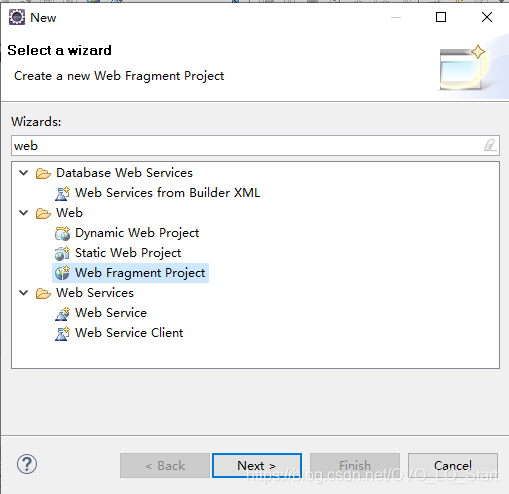 New
Select a wizard
Create a new Web Fragment Project
Wizards:
web
Database Web Services
Web Services from Builder XML
Web
Dynamic Web Project
Static Web Project
Web Fragment Project
Web Services
Web Service
Web Service Client
?
< Back
Next >
Finish
Cancel
https://blog.csdn.net/OVO_LQ_Start